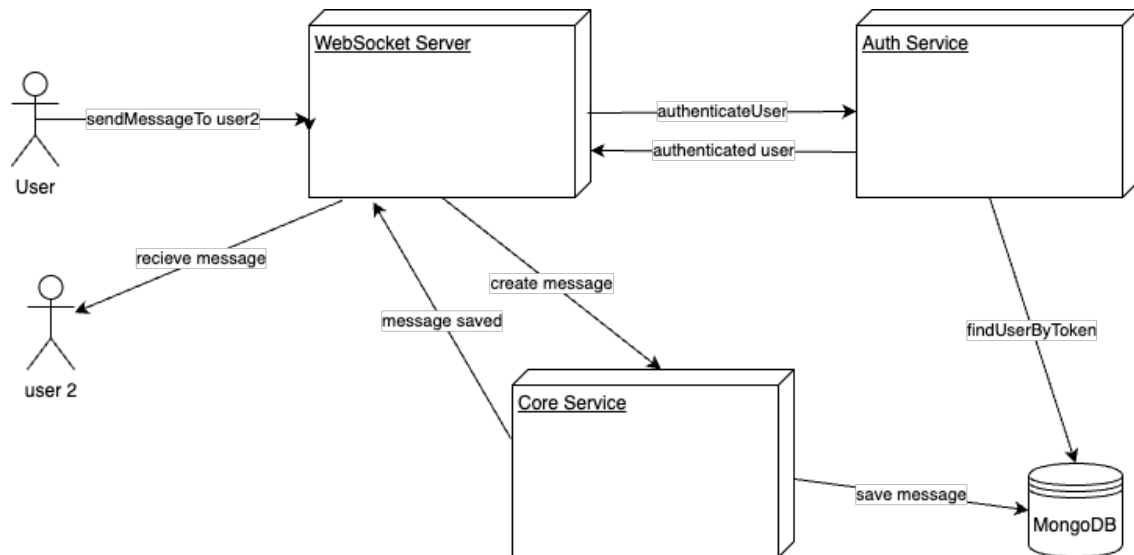 WebSocket Server
Auth Service
sendMessageTo user2
authenticateUser
authenticated user
User
recieve message
create message
message saved
findUserByToken
user 2
Core Service
save message
MongoDB